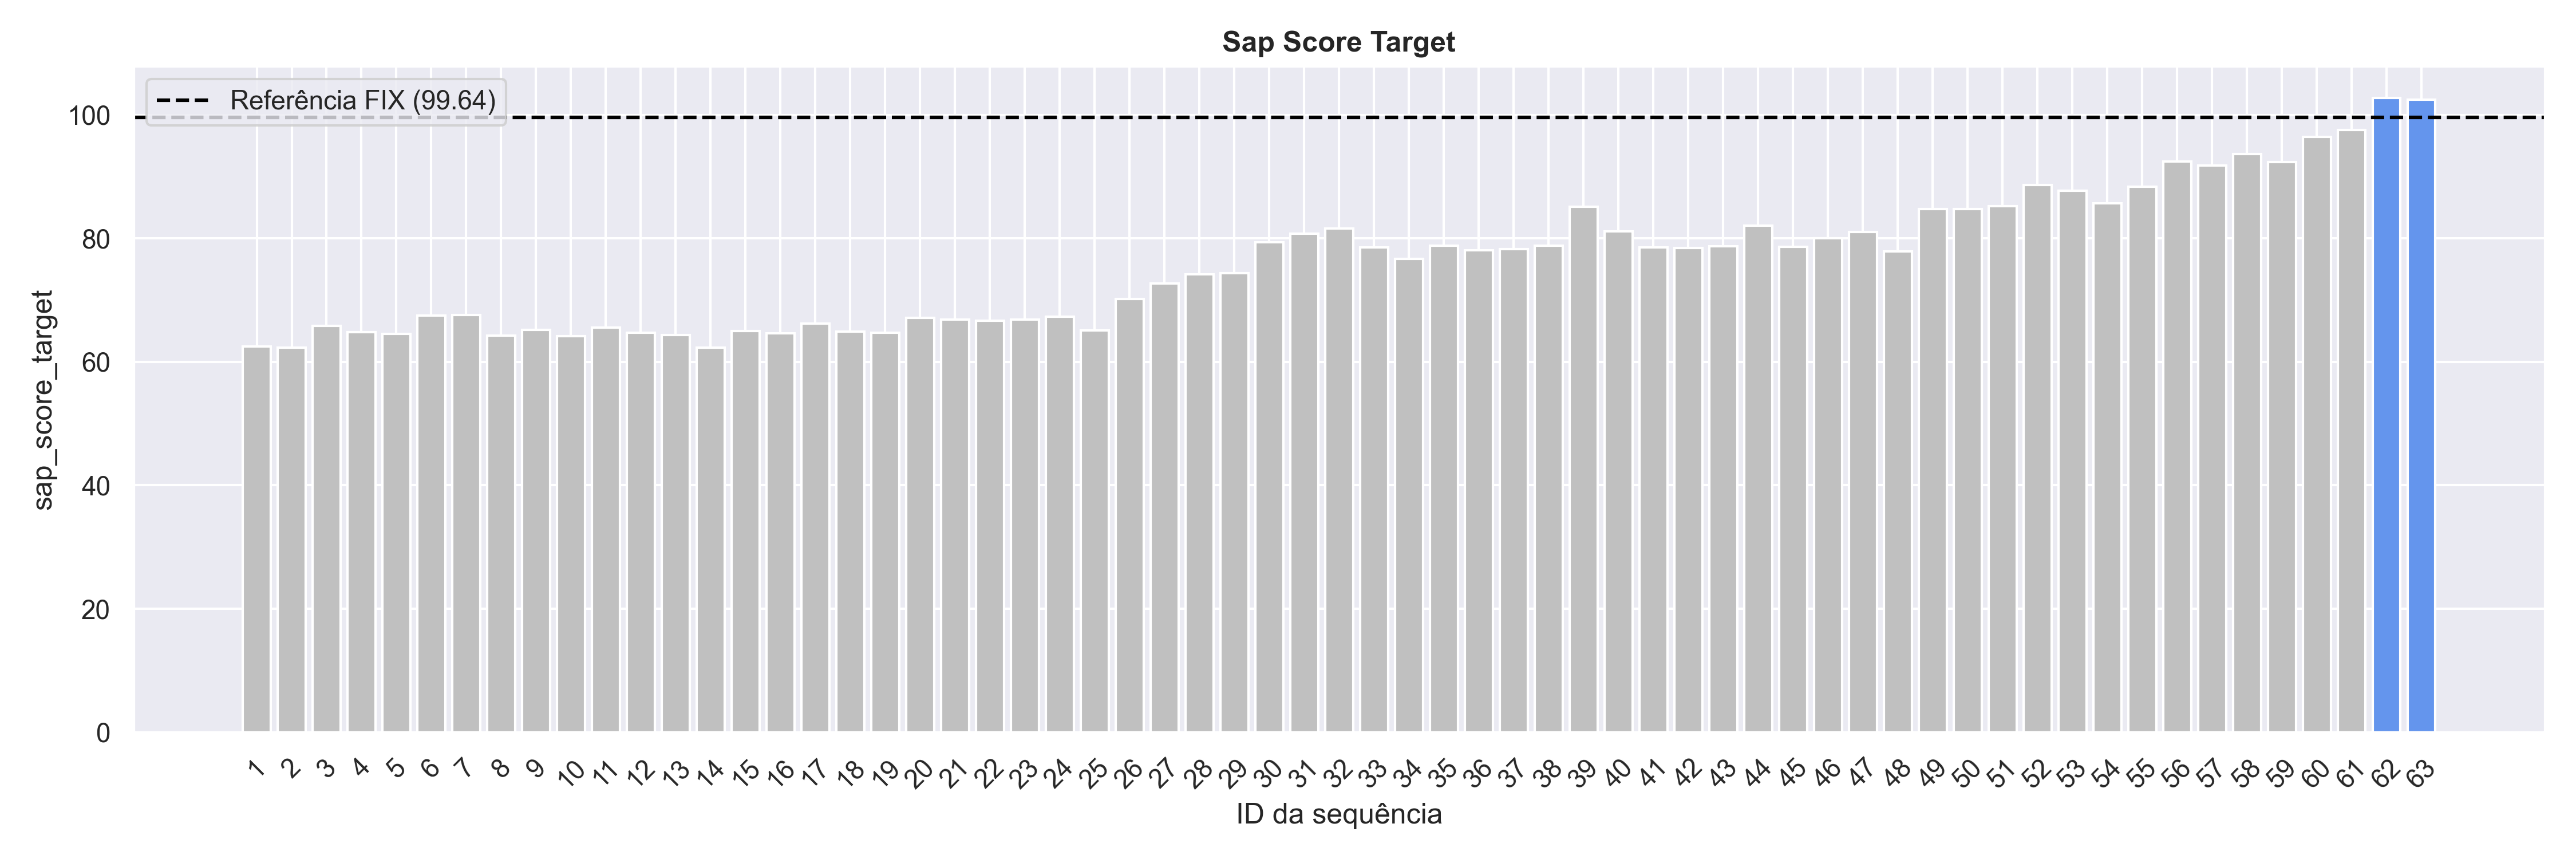 Sap Score Target
Referência FIX (99.64)
sap_score_target
100
80
60
40
20
0
1 2 3 4 5 6 7 8 9 10 11 12 13 14 15 16 17 18 19 20 21 22 23 24 25 26 27 28 29 30 31 32 33 34 35 36 37 38 39 40 41 42 43 44 45 46 47 48 49 50 51 52 53 54 55 56 57 58 59 60 61 62 63
ID da sequência